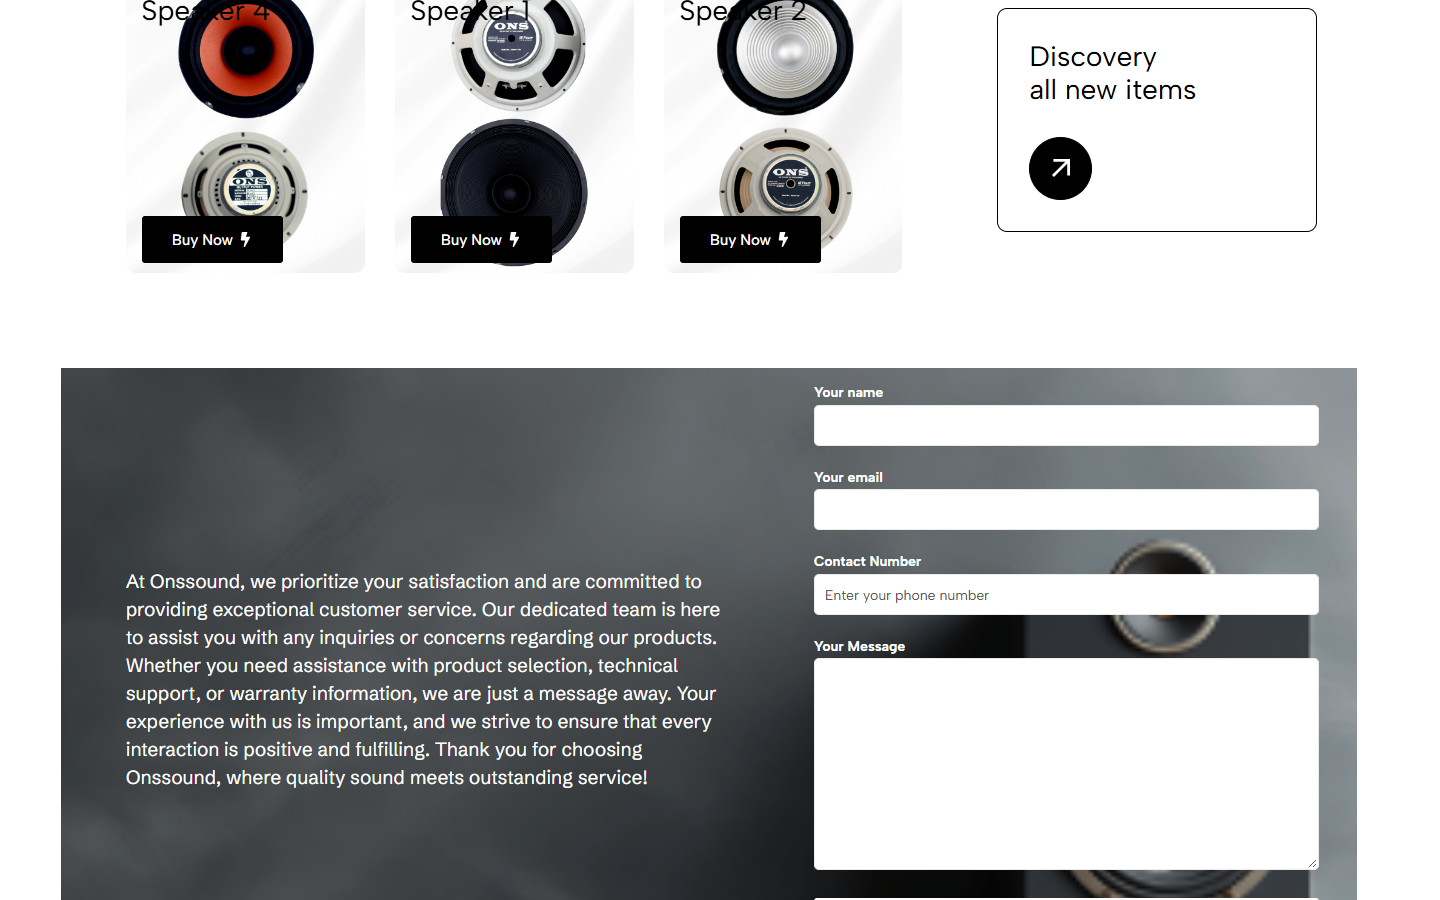 Speaker 4
Speaker 1
Speaker 2
ONS
ONS
ONS
Buy Now
Buy Now
Buy Now
Discovery
all new items
At Onssound, we prioritize your satisfaction and are committed to
providing exceptional customer service. Our dedicated team is here
to assist you with any inquiries or concerns regarding our products.
Whether you need assistance with product selection, technical
support, or warranty information, we are just a message away. Your
experience with us is important, and we strive to ensure that every
interaction is positive and fulfilling. Thank you for choosing
Onssound, where quality sound meets outstanding service!
Your name
Your email
Contact Number
Enter your phone number
Your Message